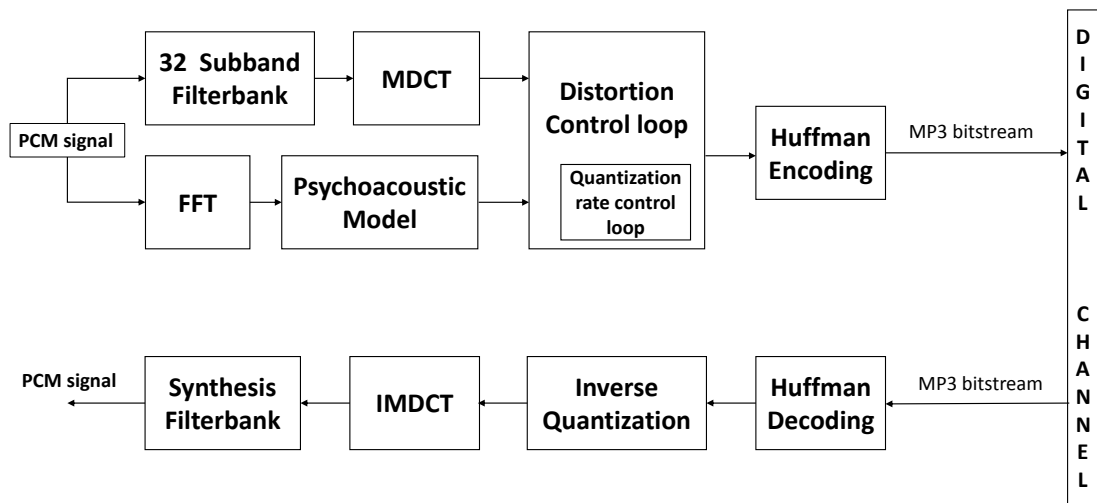 32 Subband
Filterbank
MDCT
Distortion
Control loop
PCM signal
FFT
Psychoacoustic
Model
Quantization
rate control
loop
Huffman
Encoding
MP3 bitstream
D
I
G
I
T
A
L
PCM signal
Synthesis
Filterbank
IMDCT
Inverse
Quantization
Huffman
Decoding
MP3 bitstream
C
H
A
N
N
E
L